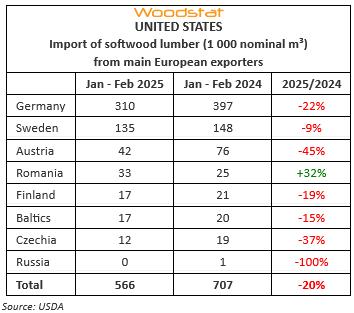 Woodstat
UNITED STATES
Import of softwood lumber (1 000 nominal m³)
from main European exporters
Jan - Feb 2025 Jan - Feb 2024 2025/2024
Germany 310 397 -22%
Sweden 135 148 -9%
Austria 42 76 -45%
Romania 33 25 +32%
Finland 17 21 -19%
Baltics 17 20 -15%
Czechia 12 19 -37%
Russia 0 1 -100%
Total 566 707 -20%
Source: USDA